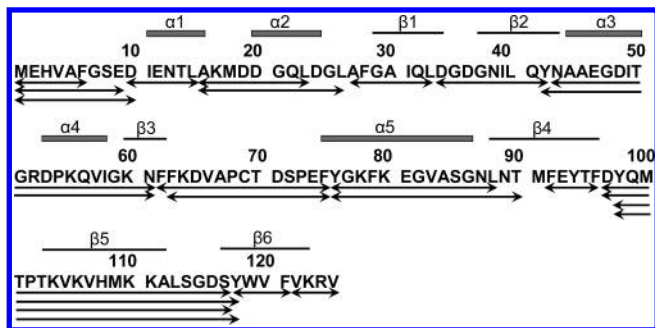 α1 α2 β1 β2 α3
10 20 30 40 50
MEHVAFGSED IENTLAKMDD GQLDGLAFGA IQLDGDGNIL QYNAAEGDIT
α4 β3 α5 β4
60 70 80 90 100
GRDPKQVIGK NFFKDVAPCT DSPEFYGKFK EGVASGNLNT MFEYTFDYQM
β5 β6
110 120
TPTKVKVHMK KALSGDSYWV FVKRV